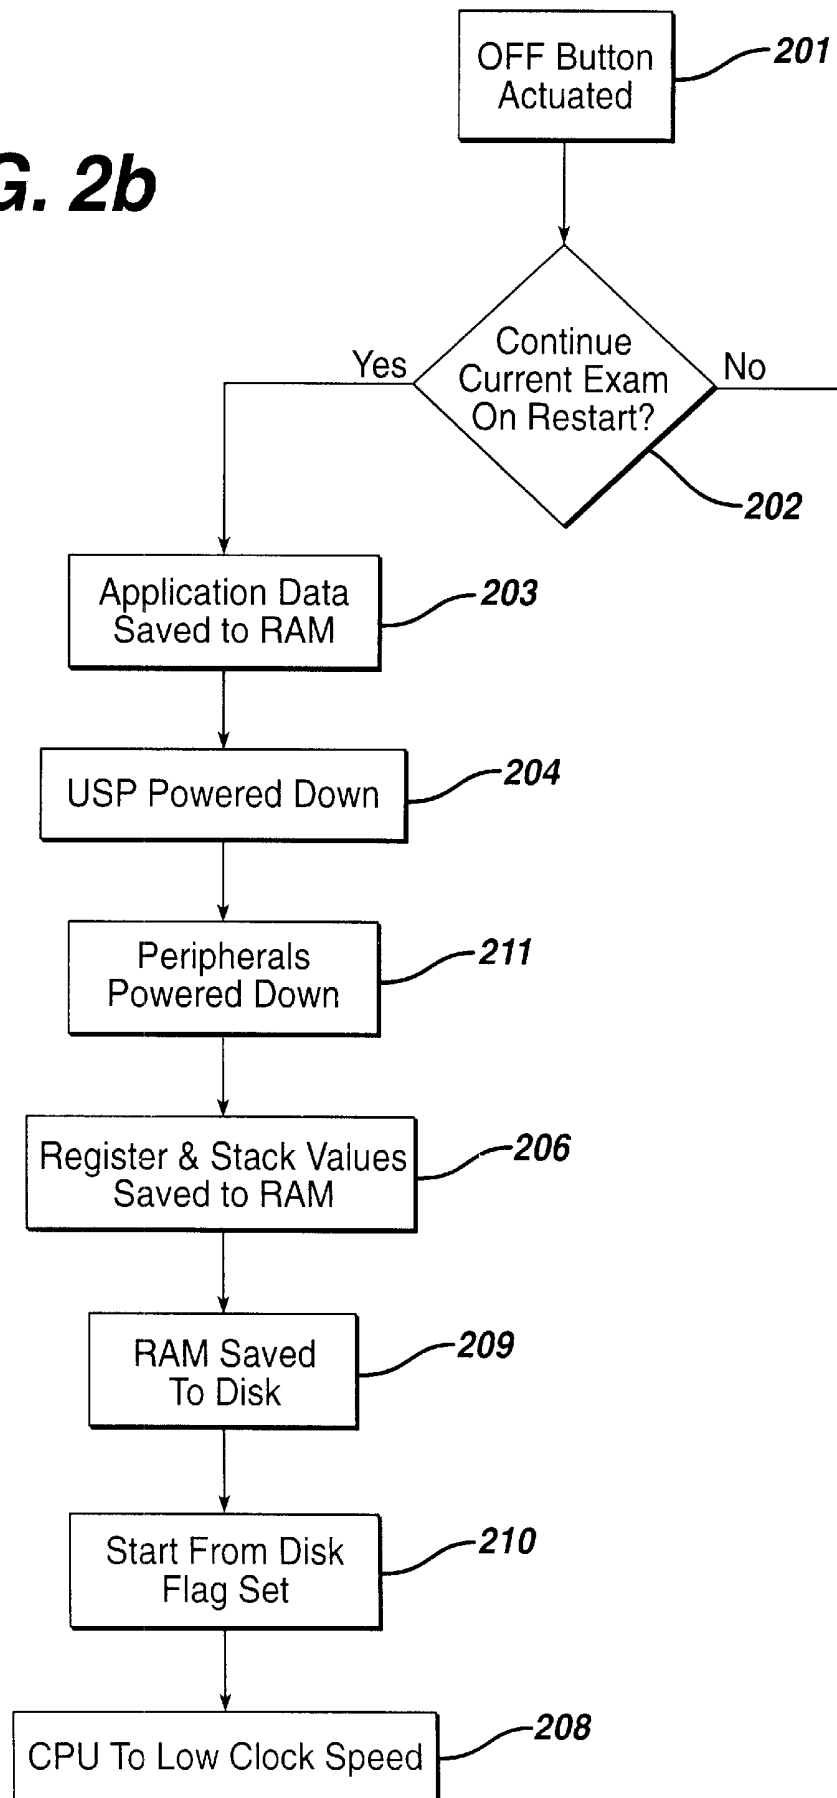 OFF Button
Actuated
201
G. 2b
Continue
Current Exam
On Restart?
Yes
No
202
Application Data
Saved to RAM
203
USP Powered Down
204
Peripherals
Powered Down
211
Register & Stack Values
Saved to RAM
206
RAM Saved
To Disk
209
Start From Disk
Flag Set
210
CPU To Low Clock Speed
208